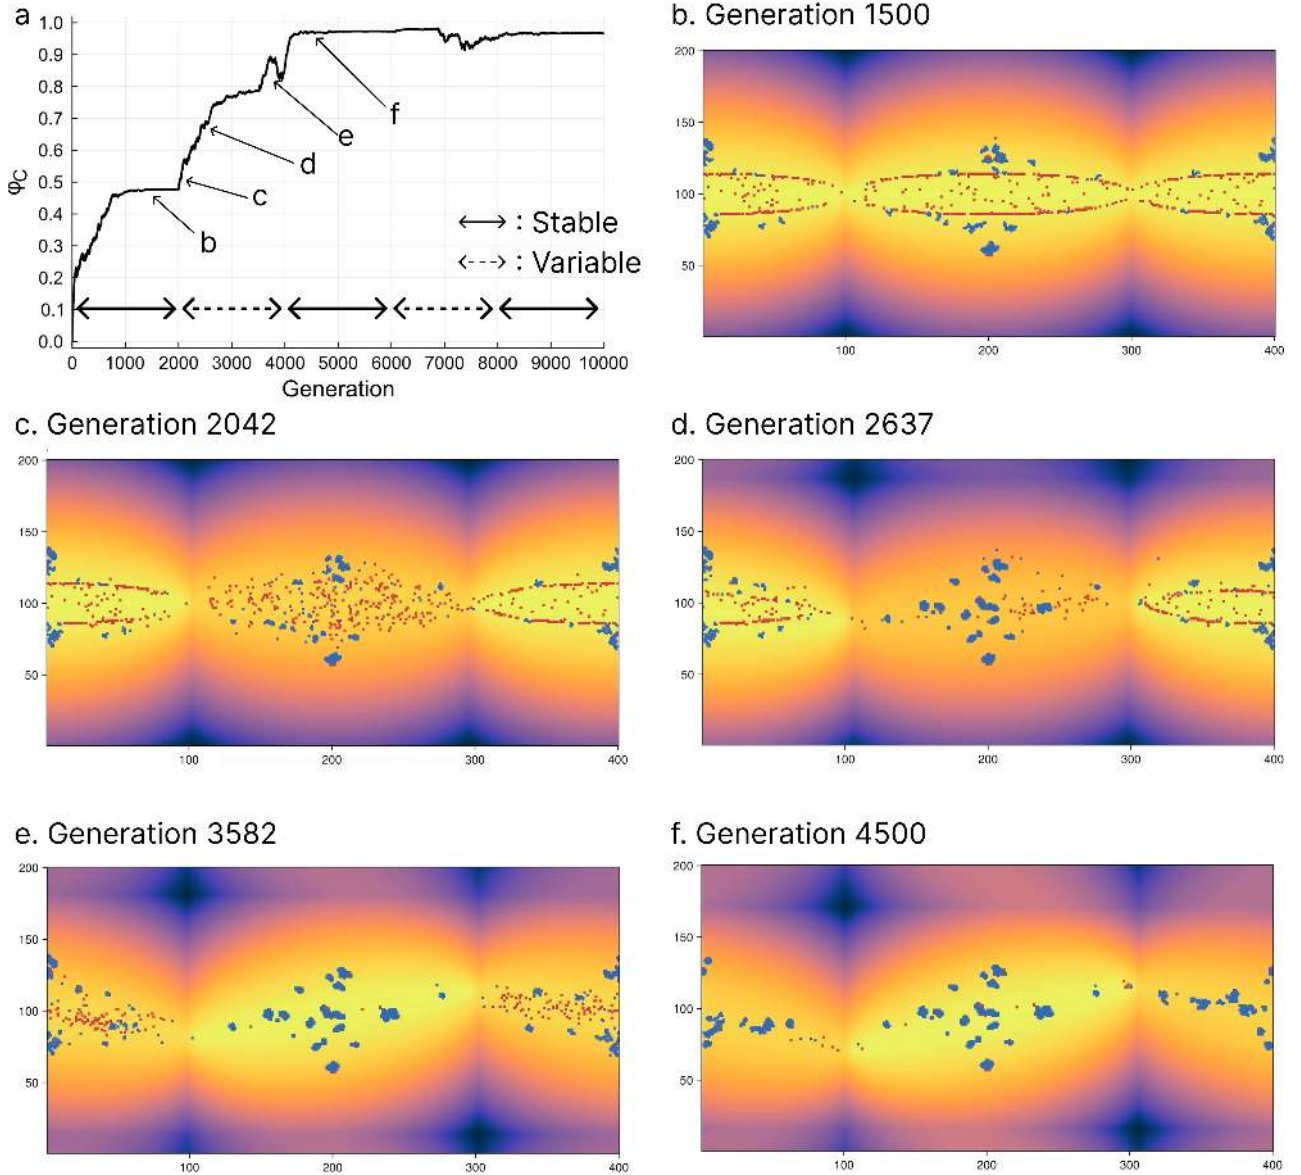 a
1.0
0.9
0.8
0.7
0.6
0.5
0.4
0.3
0.2
0.1
0.0
φC
b
c
d
e
f
: Stable
: Variable
0 1000 2000 3000 4000 5000 6000 7000 8000 9000 10000
Generation
b. Generation 1500
200
150
100
50
100 200 300 400
c. Generation 2042
200
150
100
50
100 200 300 400
d. Generation 2637
200
150
100
50
100 200 300 400
e. Generation 3582
200
150
100
50
100 200 300 400
f. Generation 4500
200
150
100
50
100 200 300 400